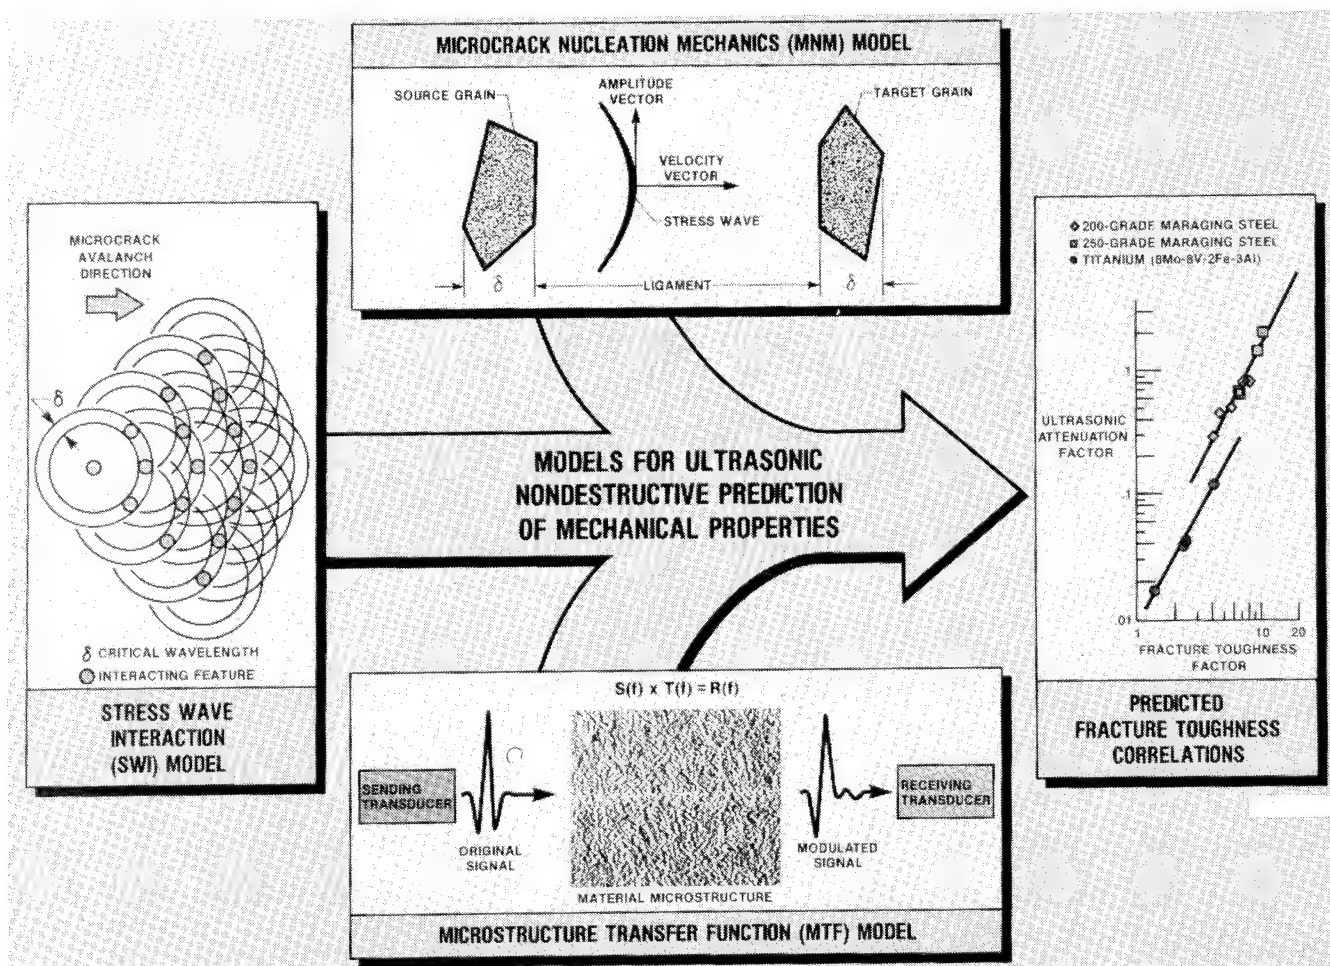 MICROCRACK NUCLEATION MECHANICS (MNM) MODEL
SOURCE GRAIN
AMPLITUDE
VECTOR
TARGET GRAIN
VELOCITY
VECTOR
STRESS WAVE
δ
LIGAMENT
δ
MICROCRACK
AVALANCH
DIRECTION
δ
δ CRITICAL WAVELENGTH
INTERACTING FEATURE
STRESS WAVE
INTERACTION
(SWI) MODEL
MODELS FOR ULTRASONIC
NONDESTRUCTIVE PREDICTION
OF MECHANICAL PROPERTIES
S(f) x T(f) = R(f)
SENDING
TRANSDUCER
ORIGINAL
SIGNAL
MATERIAL MICROSTRUCTURE
MODULATED
SIGNAL
RECEIVING
TRANSDUCER
MICROSTRUCTURE TRANSFER FUNCTION (MTF) MODEL
200-GRADE MARAGING STEEL
250-GRADE MARAGING STEEL
TITANIUM (8Mo-8V-2Fe-3Al)
ULTRASONIC
ATTENUATION
FACTOR
1
.1
.01
1 10 20
FRACTURE TOUGHNESS
FACTOR
PREDICTED
FRACTURE TOUGHNESS
CORRELATIONS